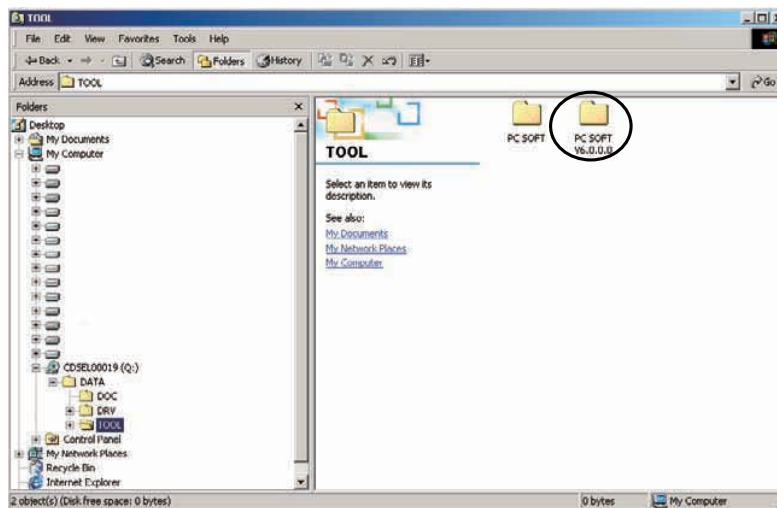 TOOL
File Edit View Favorites Tools Help
Back Search Folders History
Address TOOL Go
Folders
Desktop
My Documents
My Computer
CDSEL00019 (Q:)
DATA
DOC
DRV
TOOL
Control Panel
My Network Places
Recycle Bin
Internet Explorer
TOOL
Select an item to view its
description.
See also:
My Documents
My Network Places
My Computer
PC SOFT
PC SOFT
V6.0.0.0
2 object(s) (Disk free space: 0 bytes) 0 bytes My Computer